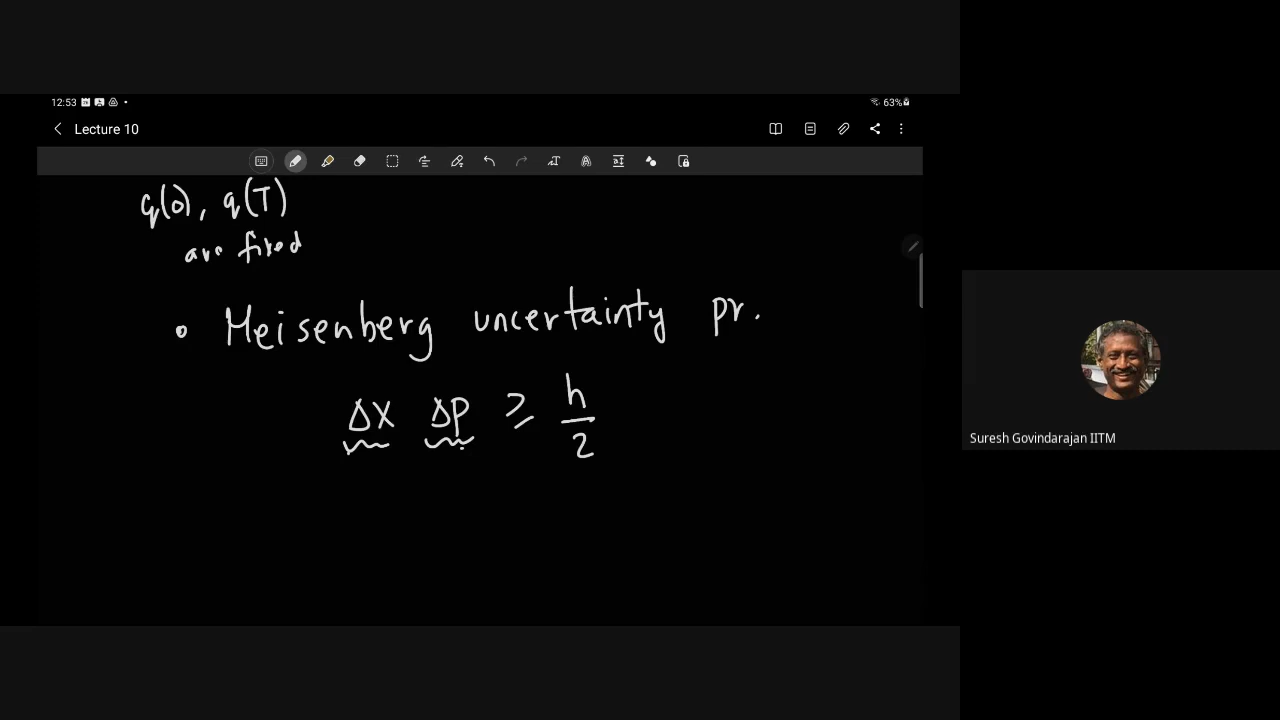 12:53
63%
Lecture 10
q(0), q(T)
are fixed
• Heisenberg uncertainty pr.
Δx Δp ≥ h/2
Suresh Govindarajan IITM